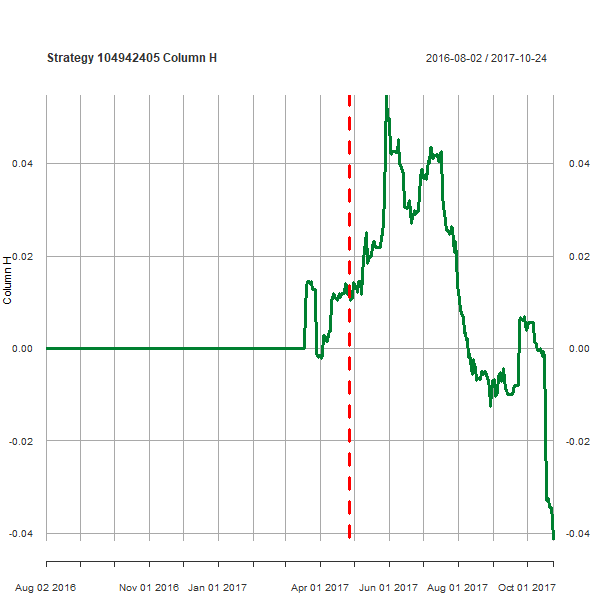 Strategy 104942405 Column H
2016-08-02 / 2017-10-24
0.04 0.04
0.02 0.02
Column H
0.00 0.00
-0.02 -0.02
-0.04 -0.04
Aug 02 2016 Nov 01 2016 Jan 01 2017 Apr 01 2017 Jun 01 2017 Aug 01 2017 Oct 01 2017